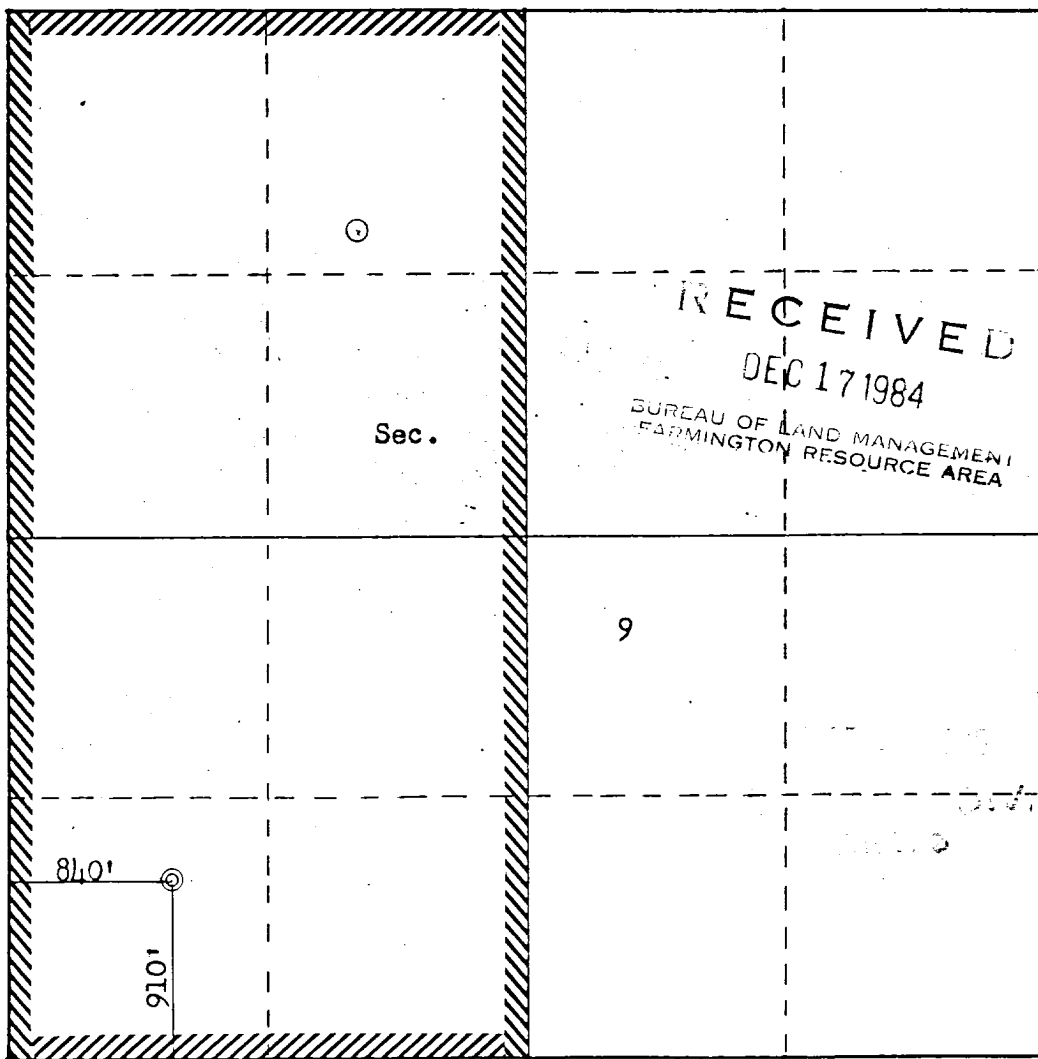 RECEIVED
DEC 17 1984
BUREAU OF LAND MANAGEMENT
FARMINGTON RESOURCE AREA
Sec.
9
840'
910'